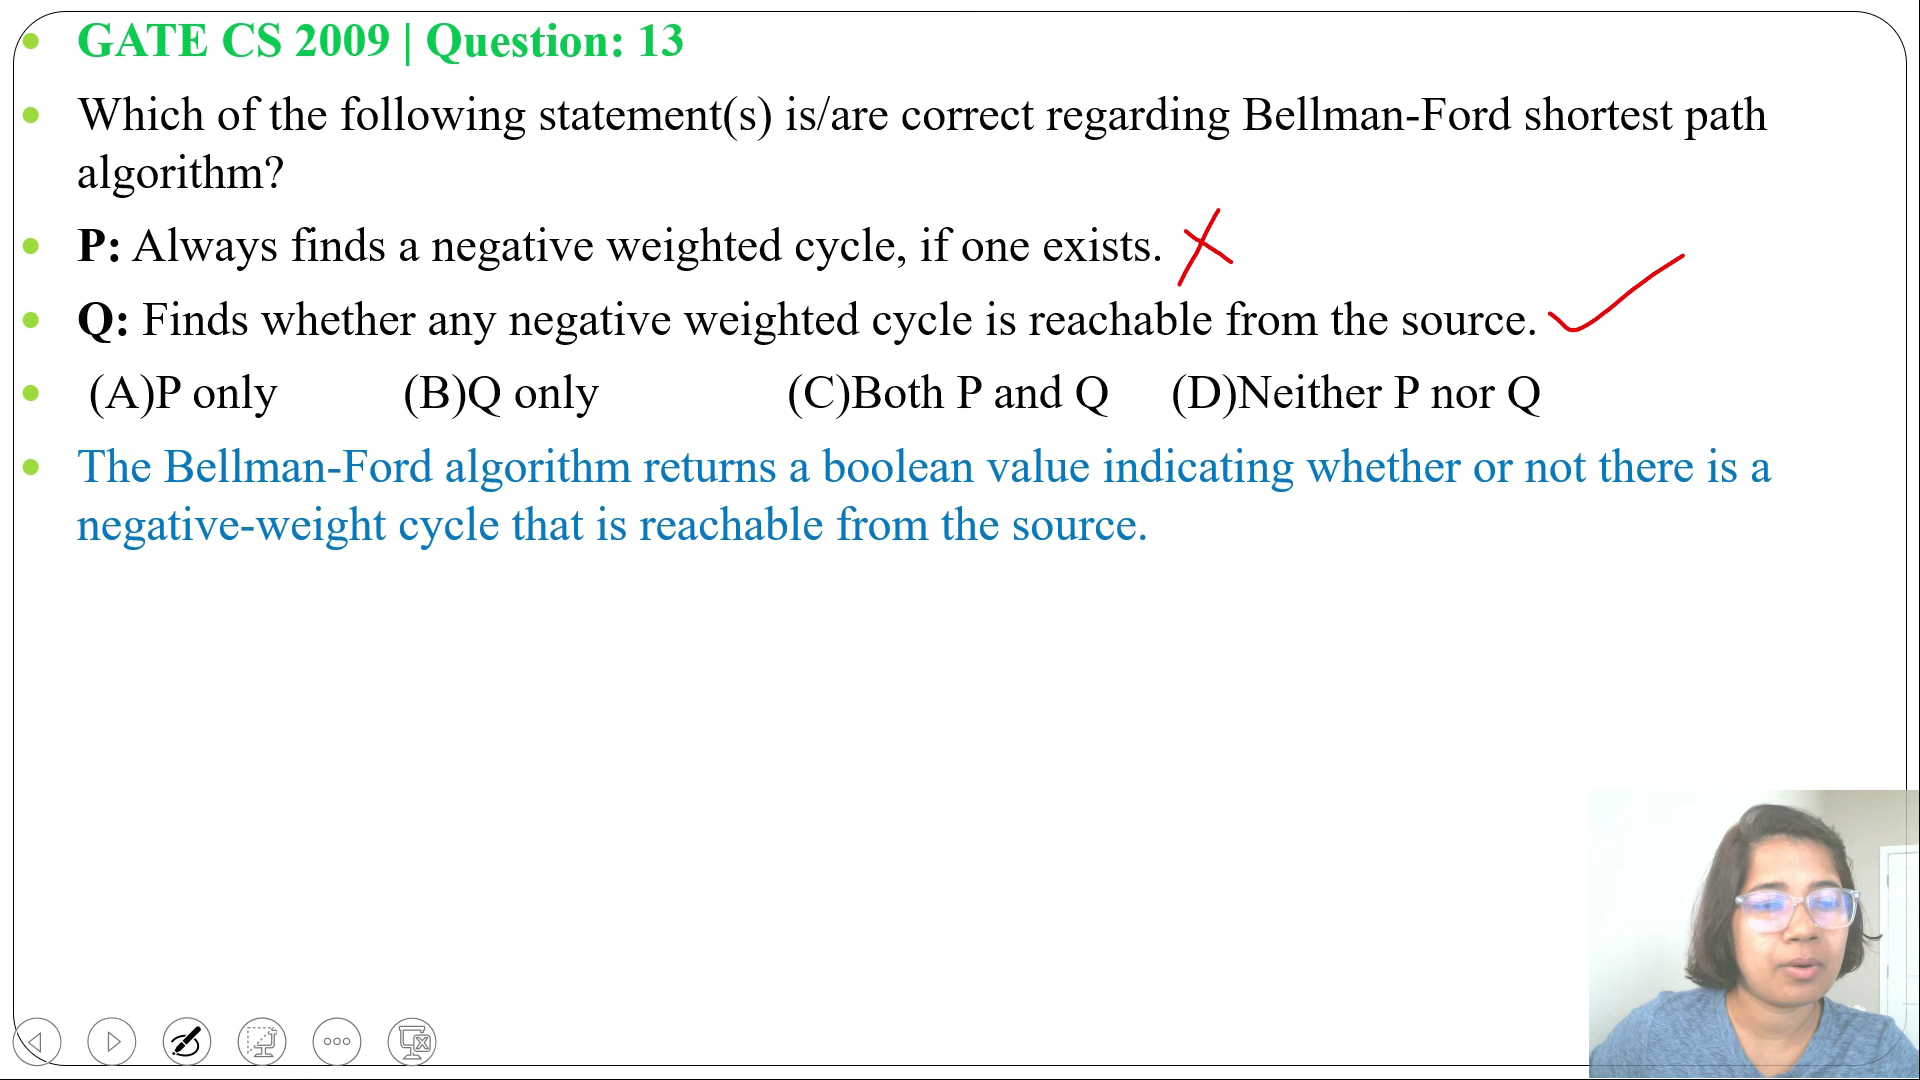 GATE CS 2009 | Question: 13
Which of the following statement(s) is/are correct regarding Bellman-Ford shortest path
algorithm?
P: Always finds a negative weighted cycle, if one exists.
Q: Finds whether any negative weighted cycle is reachable from the source.
(A)P only (B)Q only (C)Both P and Q (D)Neither P nor Q
The Bellman-Ford algorithm returns a boolean value indicating whether or not there is a
negative-weight cycle that is reachable from the source.